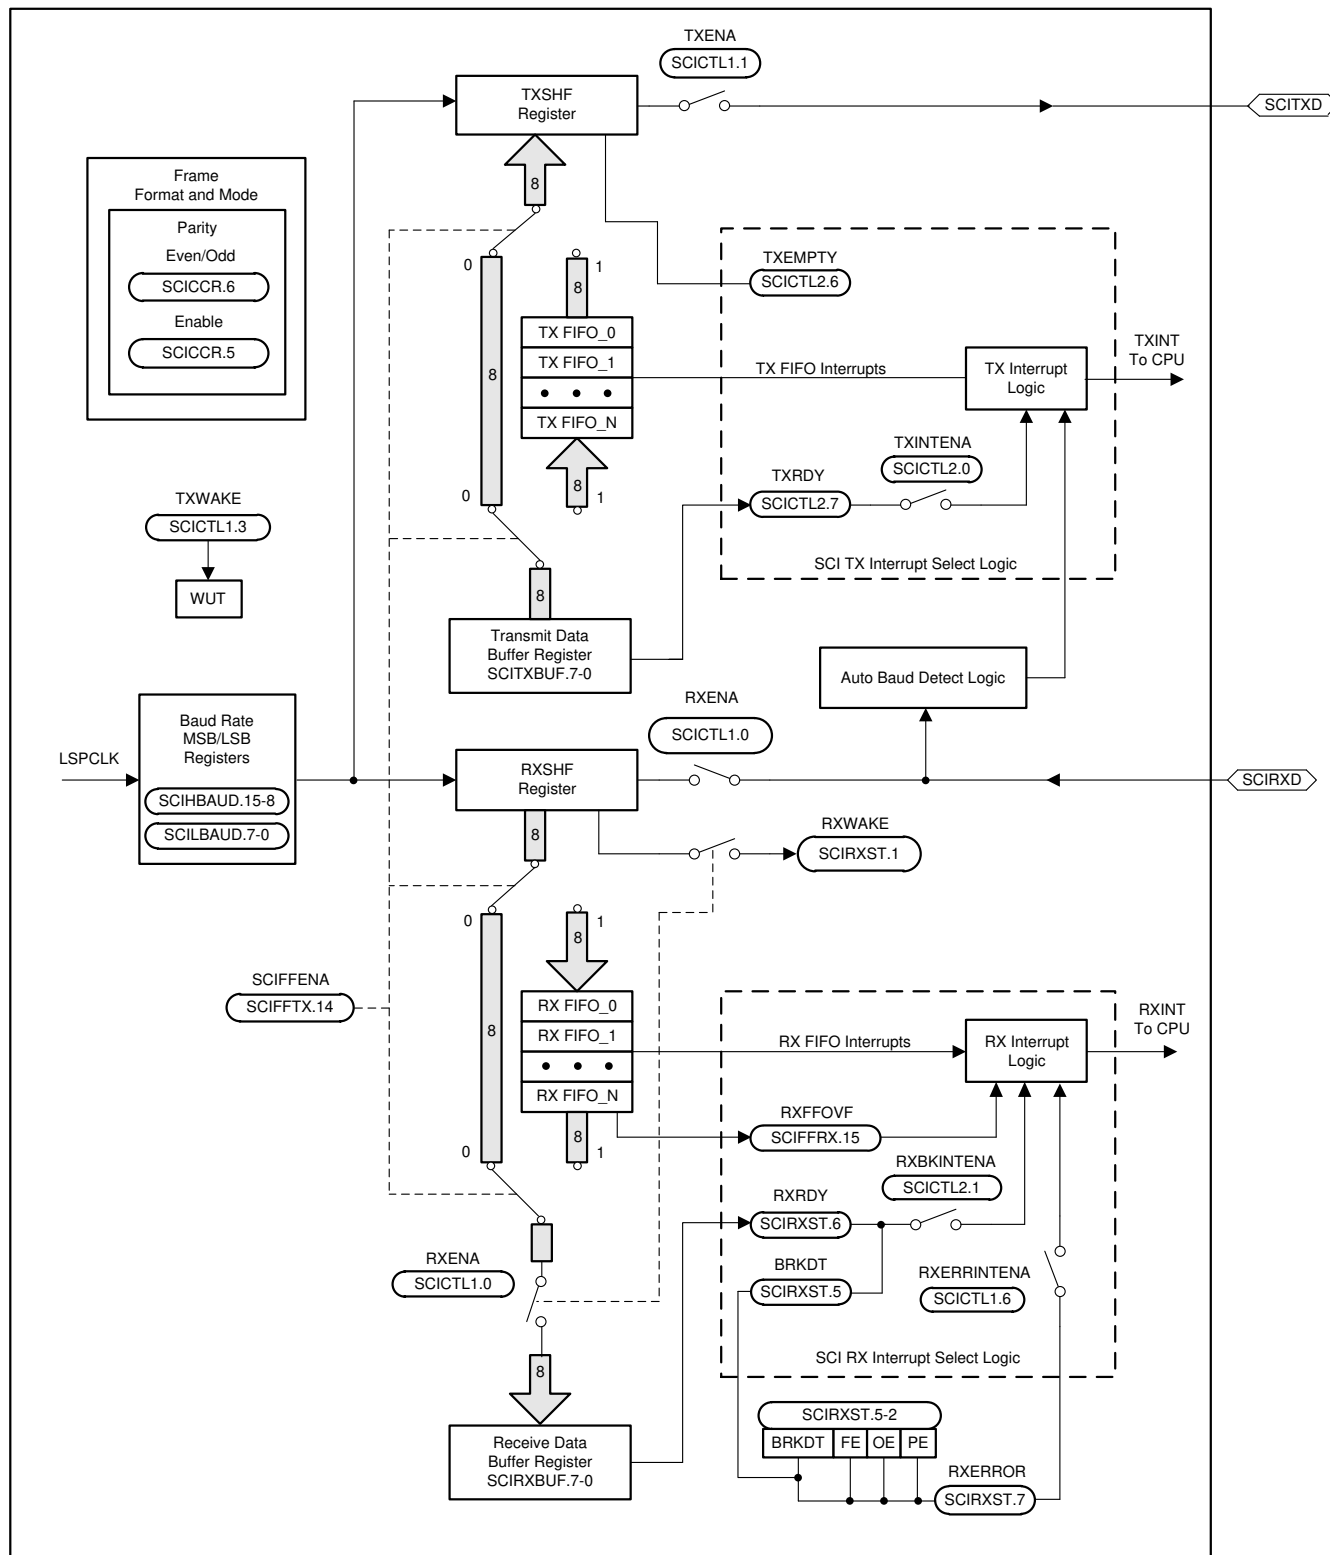 TXENA
SCICTL1.1
TXSHF
Register
SCITXD
Frame
Format and Mode
Parity
Even/Odd
SCICCR.6
Enable
SCICCR.5
8
0
1
8
8
TX FIFO_0
TX FIFO_1
TX FIFO_N
8
0
1
TXEMPTY
SCICTL2.6
TX FIFO Interrupts
TX Interrupt
Logic
TXINT
To CPU
TXINTENA
SCICTL2.0
TXRDY
SCICTL2.7
SCI TX Interrupt Select Logic
TXWAKE
SCICTL1.3
WUT
8
Transmit Data
Buffer Register
SCITXBUF.7-0
Auto Baud Detect Logic
LSPCLK
Baud Rate
MSB/LSB
Registers
SCIHBAUD.15-8
SCILBAUD.7-0
RXENA
SCICTL1.0
RXSHF
Register
SCIRXD
8
RXWAKE
SCIRXST.1
0
1
8
SCIFFENA
SCIFFTX.14
8
RX FIFO_0
RX FIFO_1
RX FIFO_N
8
0
1
RX FIFO Interrupts
RX Interrupt
Logic
RXINT
To CPU
RXFFOVF
SCIFFRX.15
RXBKINTENA
SCICTL2.1
RXRDY
SCIRXST.6
BRKDT
SCIRXST.5
RXERRINTENA
SCICTL1.6
SCI RX Interrupt Select Logic
RXENA
SCICTL1.0
8
Receive Data
Buffer Register
SCIRXBUF.7-0
SCIRXST.5-2
BRKDT FE OE PE
RXERROR
SCIRXST.7